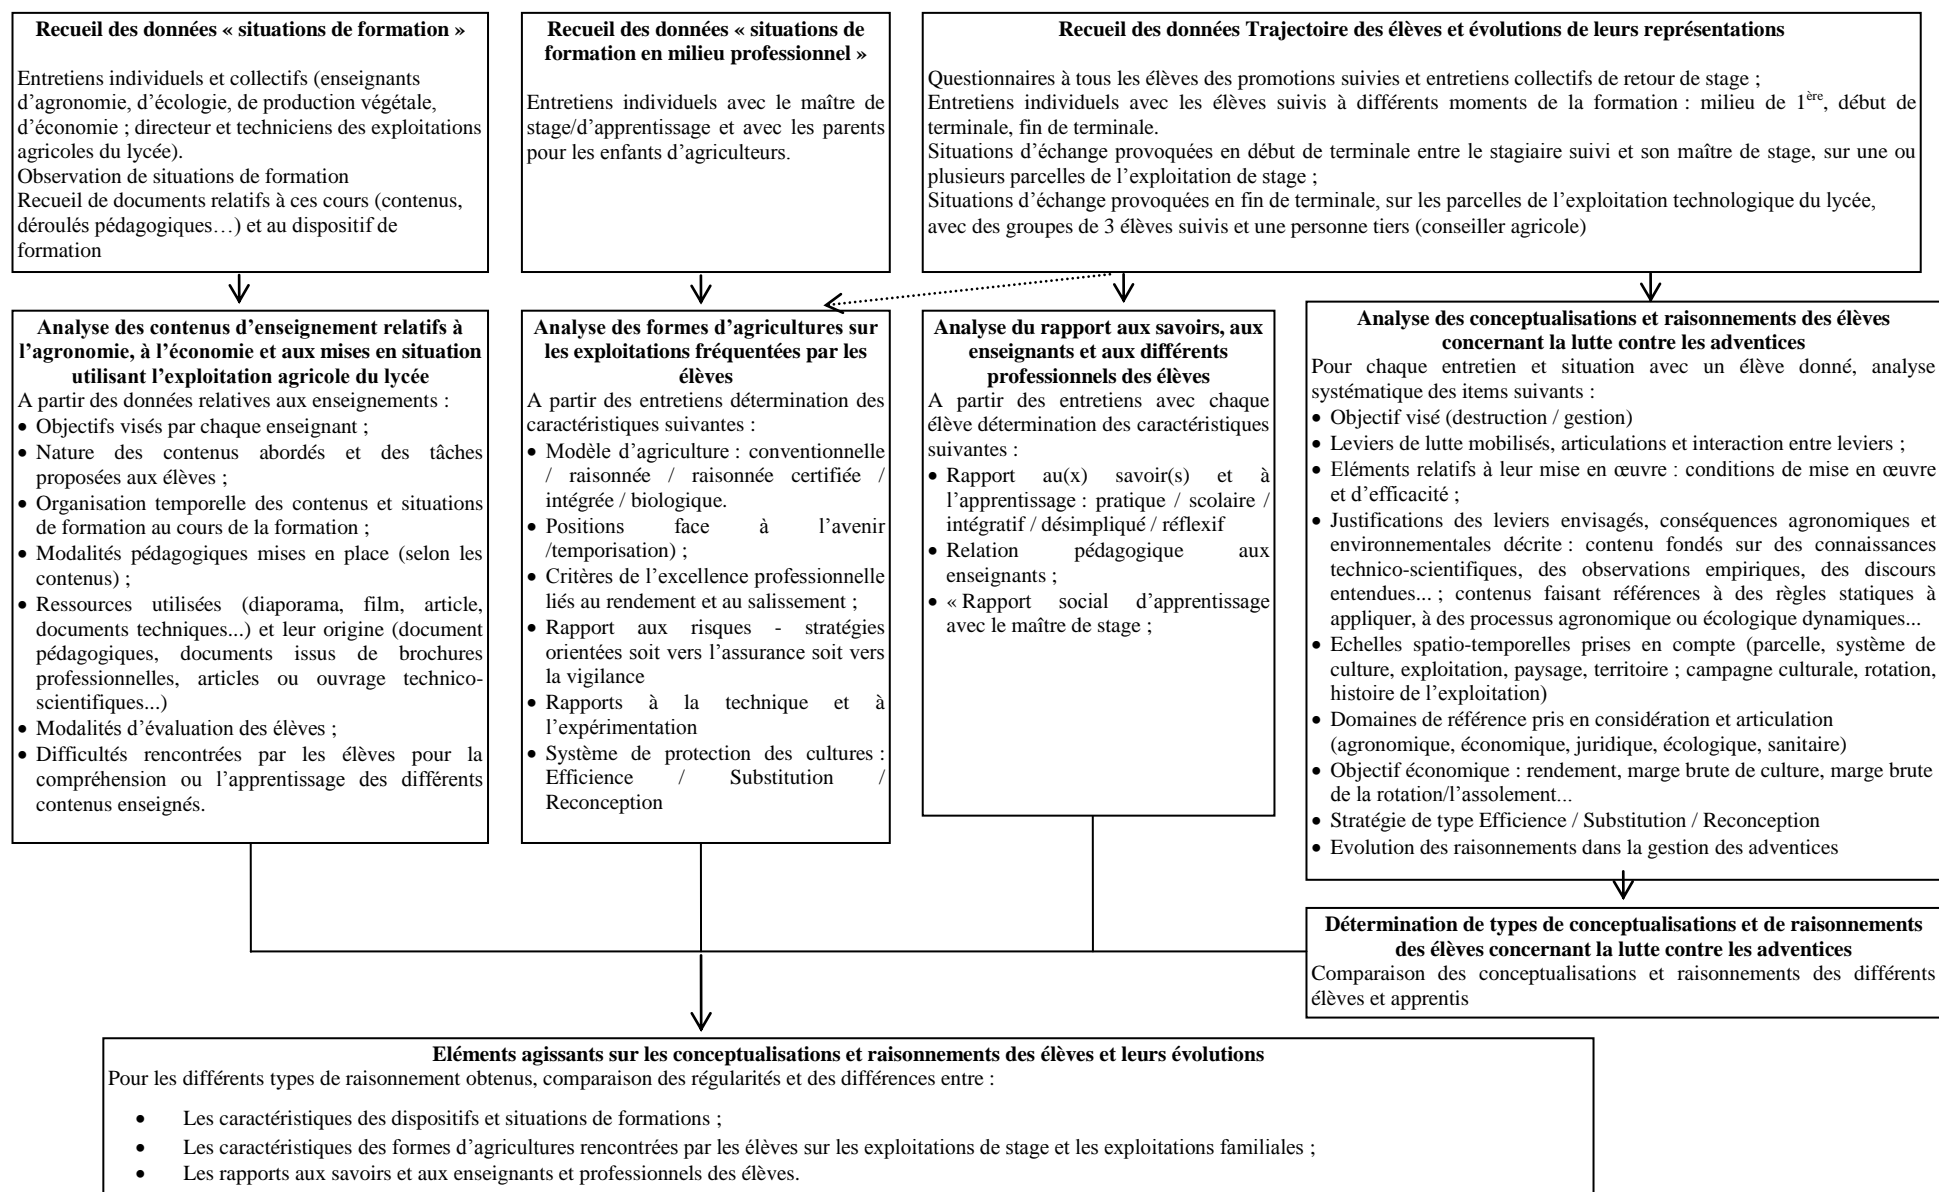 Recueil des données « situations de formation »
Entretiens individuels et collectifs (enseignants
d’agronomie, d’écologie, de production végétale,
d’économie ; directeur et techniciens des exploitations
agricoles du lycée).
Observation de situations de formation
Recueil de documents relatifs à ces cours (contenus,
déroulés pédagogiques…) et au dispositif de
formation
Recueil des données « situations de
formation en milieu professionnel »
Entretiens individuels avec le maître de
stage/d’apprentissage et avec les parents
pour les enfants d’agriculteurs.
Recueil des données Trajectoire des élèves et évolutions de leurs représentations
Questionnaires à tous les élèves des promotions suivies et entretiens collectifs de retour de stage ;
Entretiens individuels avec les élèves suivis à différents moments de la formation : milieu de 1ère, début de
terminale, fin de terminale.
Situations d’échange provoquées en début de terminale entre le stagiaire suivi et son maître de stage, sur une ou
plusieurs parcelles de l’exploitation de stage ;
Situations d’échange provoquées en fin de terminale, sur les parcelles de l’exploitation technologique du lycée,
avec des groupes de 3 élèves suivis et une personne tiers (conseiller agricole)
Analyse des contenus d’enseignement relatifs à
l’agronomie, à l’économie et aux mises en situation
utilisant l’exploitation agricole du lycée
A partir des données relatives aux enseignements :
• Objectifs visés par chaque enseignant ;
• Nature des contenus abordés et des tâches
proposées aux élèves ;
• Organisation temporelle des contenus et situations
de formation au cours de la formation ;
• Modalités pédagogiques mises en place (selon les
contenus) ;
• Ressources utilisées (diaporama, film, article,
documents techniques...) et leur origine (document
pédagogiques, documents issus de brochures
professionnelles, articles ou ouvrage technico-
scientifiques...)
• Modalités d’évaluation des élèves ;
• Difficultés rencontrées par les élèves pour la
compréhension ou l’apprentissage des différents
contenus enseignés.
Analyse des formes d’agricultures sur
les exploitations fréquentées par les
élèves
A partir des entretiens détermination des
caractéristiques suivantes :
• Modèle d’agriculture : conventionnelle
/ raisonnée / raisonnée certifiée /
intégrée / biologique.
• Positions face à l’avenir
/temporisation) ;
• Critères de l’excellence professionnelle
liés au rendement et au salissement ;
• Rapport aux risques - stratégies
orientées soit vers l’assurance soit vers
la vigilance
• Rapports à la technique et à
l’expérimentation
• Système de protection des cultures :
Efficience / Substitution /
Reconception
Analyse du rapport aux savoirs, aux
enseignants et aux différents
professionnels des élèves
A partir des entretiens avec chaque
élève détermination des caractéristiques
suivantes :
• Rapport au(x) savoir(s) et à
l’apprentissage : pratique / scolaire /
intégratif / désimpliqué / réflexif
• Relation pédagogique aux
enseignants ;
• « Rapport social d’apprentissage
avec le maître de stage ;
Analyse des conceptualisations et raisonnements des élèves
concernant la lutte contre les adventices
Pour chaque entretien et situation avec un élève donné, analyse
systématique des items suivants :
• Objectif visé (destruction / gestion)
• Leviers de lutte mobilisés, articulations et interaction entre leviers ;
• Eléments relatifs à leur mise en œuvre : conditions de mise en œuvre
et d’efficacité ;
• Justifications des leviers envisagés, conséquences agronomiques et
environnementales décrite : contenu fondés sur des connaissances
technico-scientifiques, des observations empiriques, des discours
entendues... ; contenus faisant références à des règles statiques à
appliquer, à des processus agronomique ou écologique dynamiques...
• Echelles spatio-temporelles prises en compte (parcelle, système de
culture, exploitation, paysage, territoire ; campagne culturale, rotation,
histoire de l’exploitation)
• Domaines de référence pris en considération et articulation
(agronomique, économique, juridique, écologique, sanitaire)
• Objectif économique : rendement, marge brute de culture, marge brute
de la rotation/l’assolement...
• Stratégie de type Efficience / Substitution / Reconception
• Evolution des raisonnements dans la gestion des adventices
Détermination de types de conceptualisations et de raisonnements
des élèves concernant la lutte contre les adventices
Comparaison des conceptualisations et raisonnements des différents
élèves et apprentis
Eléments agissants sur les conceptualisations et raisonnements des élèves et leurs évolutions
Pour les différents types de raisonnement obtenus, comparaison des régularités et des différences entre :
• Les caractéristiques des dispositifs et situations de formations ;
• Les caractéristiques des formes d’agricultures rencontrées par les élèves sur les exploitations de stage et les exploitations familiales ;
• Les rapports aux savoirs et aux enseignants et professionnels des élèves.